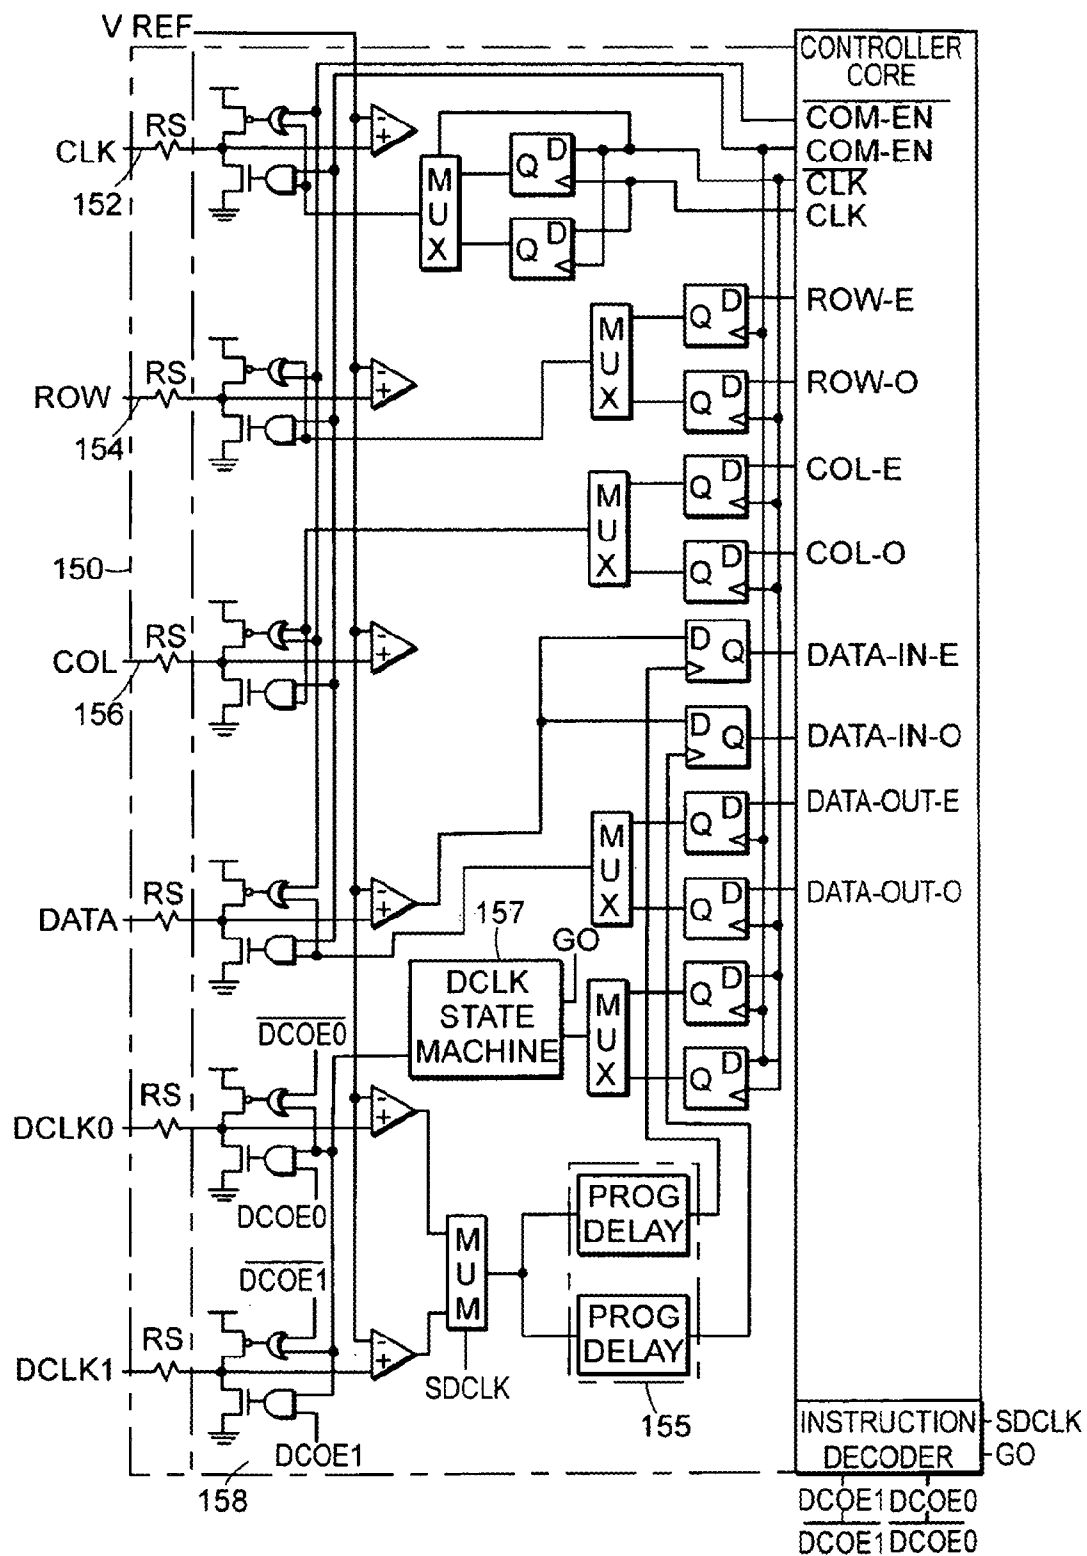 V REF
CONTROLLER
CORE
RS
CLK
152
COM-EN
COM-EN
CLK
CLK
M
U
X
Q D
Q D
ROW-E
Q D
M
U
X
RS
ROW
154
ROW-O
Q D
COL-E
Q D
M
U
X
COL-O
Q D
150
RS
COL
156
D Q
DATA-IN-E
D Q
DATA-IN-O
DATA-OUT-E
Q D
M
U
X
RS
DATA
DATA-OUT-O
Q D
157
GO
DCLK
STATE
MACHINE
M
U
X
Q D
Q D
DCOE0
RS
DCLK0
DCOE0
PROG
DELAY
M
U
M
DCOE1
PROG
DELAY
RS
DCLK1
SDCLK
155
DCOE1
158
INSTRUCTION
DECODER
SDCLK
GO
DCOE1 DCOE0
DCOE1 DCOE0
- +
- +
- +
- +
- +
- +